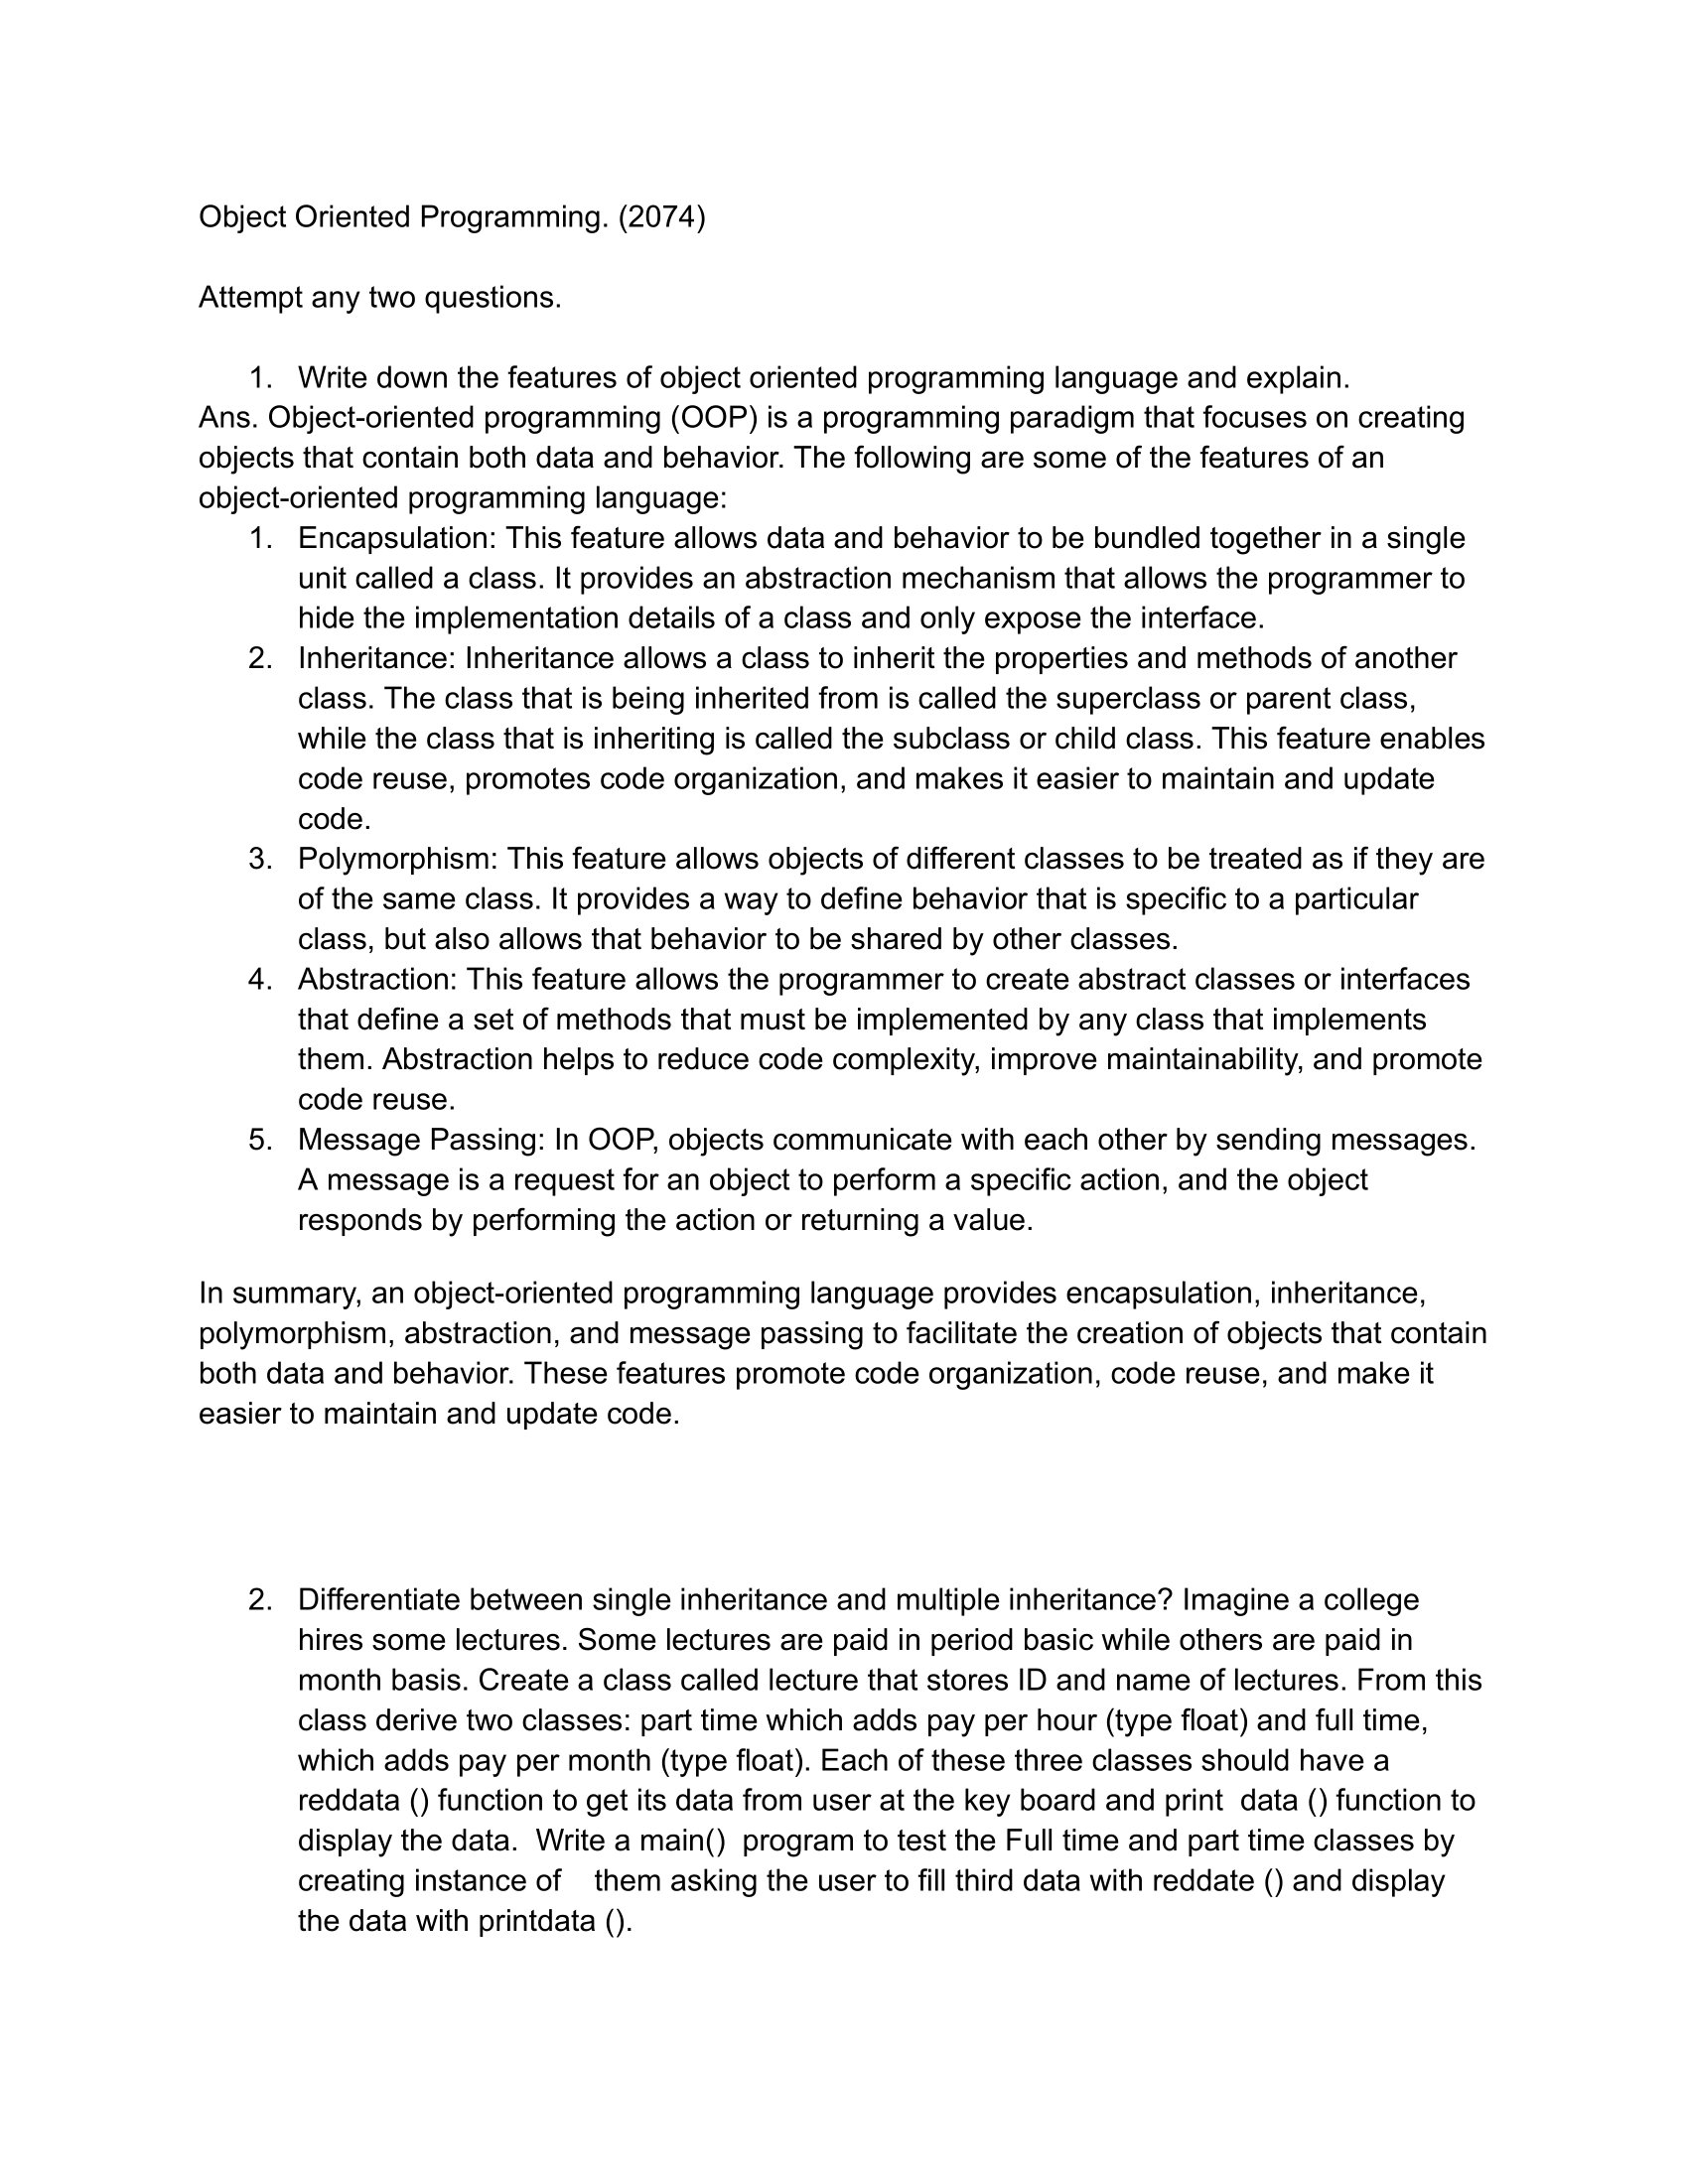 Object Oriented Programming. (2074)
Attempt any two questions.
1. Write down the features of object oriented programming language and explain.
Ans. Object-oriented programming (OOP) is a programming paradigm that focuses on creating
objects that contain both data and behavior. The following are some of the features of an
object-oriented programming language:
1. Encapsulation: This feature allows data and behavior to be bundled together in a single
unit called a class. It provides an abstraction mechanism that allows the programmer to
hide the implementation details of a class and only expose the interface.
2. Inheritance: Inheritance allows a class to inherit the properties and methods of another
class. The class that is being inherited from is called the superclass or parent class,
while the class that is inheriting is called the subclass or child class. This feature enables
code reuse, promotes code organization, and makes it easier to maintain and update
code.
3. Polymorphism: This feature allows objects of different classes to be treated as if they are
of the same class. It provides a way to define behavior that is specific to a particular
class, but also allows that behavior to be shared by other classes.
4. Abstraction: This feature allows the programmer to create abstract classes or interfaces
that define a set of methods that must be implemented by any class that implements
them. Abstraction helps to reduce code complexity, improve maintainability, and promote
code reuse.
5. Message Passing: In OOP, objects communicate with each other by sending messages.
A message is a request for an object to perform a specific action, and the object
responds by performing the action or returning a value.
In summary, an object-oriented programming language provides encapsulation, inheritance,
polymorphism, abstraction, and message passing to facilitate the creation of objects that contain
both data and behavior. These features promote code organization, code reuse, and make it
easier to maintain and update code.
2. Differentiate between single inheritance and multiple inheritance? Imagine a college
hires some lectures. Some lectures are paid in period basic while others are paid in
month basis. Create a class called lecture that stores ID and name of lectures. From this
class derive two classes: part time which adds pay per hour (type float) and full time,
which adds pay per month (type float). Each of these three classes should have a
reddata () function to get its data from user at the key board and print  data () function to
display the data.  Write a main()  program to test the Full time and part time classes by
creating instance of    them asking the user to fill third data with reddate () and display
the data with printdata ().